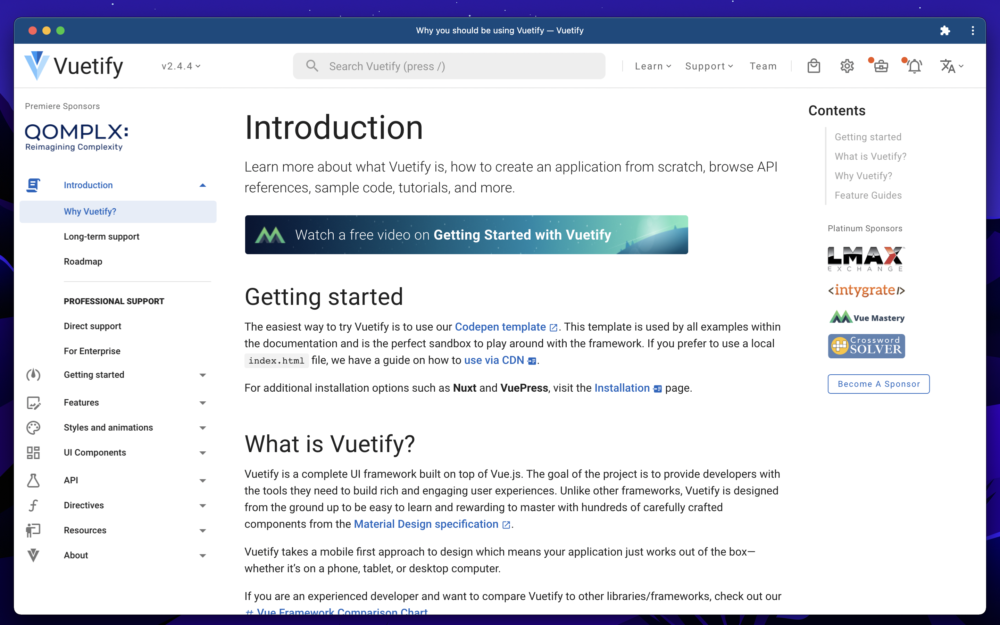 Why you should be using Vuetify — Vuetify
Vuetify
v2.4.4
Search Vuetify (press /)
Learn
Support
Team
Premiere Sponsors
QOMPLX:
Reimagining Complexity
Introduction
Why Vuetify?
Long-term support
Roadmap
PROFESSIONAL SUPPORT
Direct support
For Enterprise
Getting started
Features
Styles and animations
UI Components
API
Directives
Resources
About
Introduction
Learn more about what Vuetify is, how to create an application from scratch, browse API
references, sample code, tutorials, and more.
Watch a free video on Getting Started with Vuetify
Getting started
The easiest way to try Vuetify is to use our Codepen template. This template is used by all examples within
the documentation and is the perfect sandbox to play around with the framework. If you prefer to use a local
index.html file, we have a guide on how to use via CDN.
For additional installation options such as Nuxt and VuePress, visit the Installation page.
What is Vuetify?
Vuetify is a complete UI framework built on top of Vue.js. The goal of the project is to provide developers with
the tools they need to build rich and engaging user experiences. Unlike other frameworks, Vuetify is designed
from the ground up to be easy to learn and rewarding to master with hundreds of carefully crafted
components from the Material Design specification.
Vuetify takes a mobile first approach to design which means your application just works out of the box—
whether it’s on a phone, tablet, or desktop computer.
If you are an experienced developer and want to compare Vuetify to other libraries/frameworks, check out our
# Vue Framework Comparison Chart
Contents
Getting started
What is Vuetify?
Why Vuetify?
Feature Guides
Platinum Sponsors
LMAX™
EXCHANGE
<intygrate/>
Vue Mastery
Crossword
SOLVER
Become A Sponsor